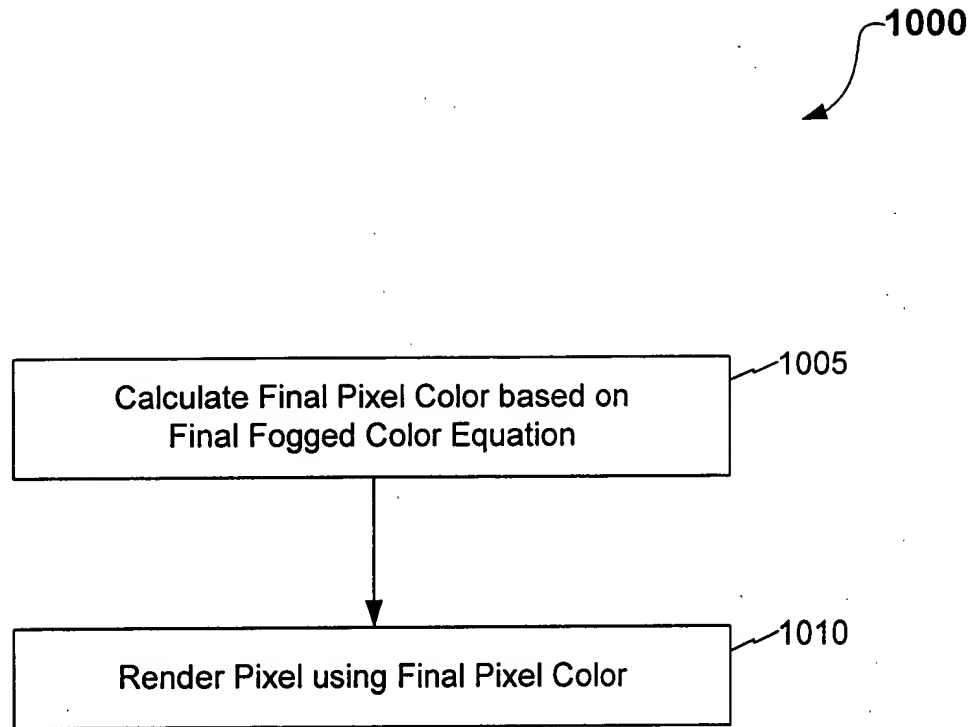 1000
1005
Calculate Final Pixel Color based on
Final Fogged Color Equation
1010
Render Pixel using Final Pixel Color